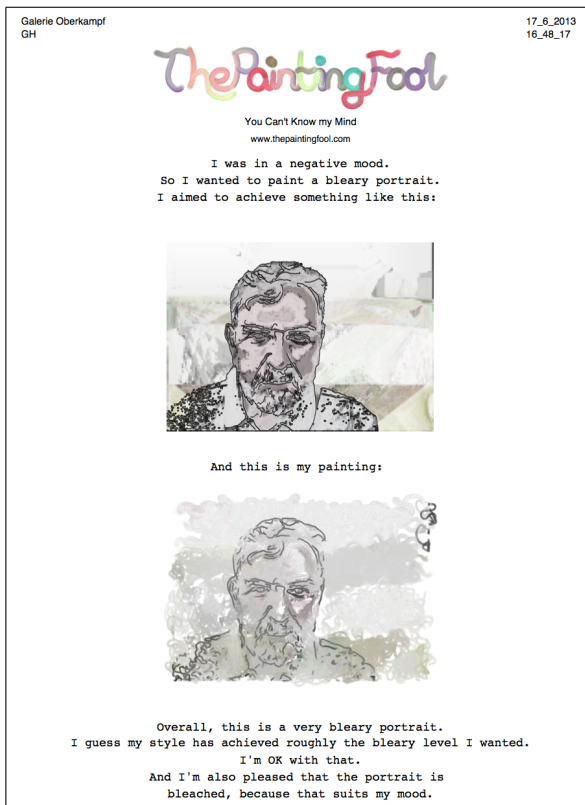 Galerie Oberkampf
GH
17_6_2013
16_48_17
ThePaintingFool
You Can't Know my Mind
www.thepaintingfool.com
I was in a negative mood.
So I wanted to paint a bleary portrait.
I aimed to achieve something like this:
And this is my painting:
Overall, this is a very bleary portrait.
I guess my style has achieved roughly the bleary level I wanted.
I'm OK with that.
And I'm also pleased that the portrait is
bleached, because that suits my mood.